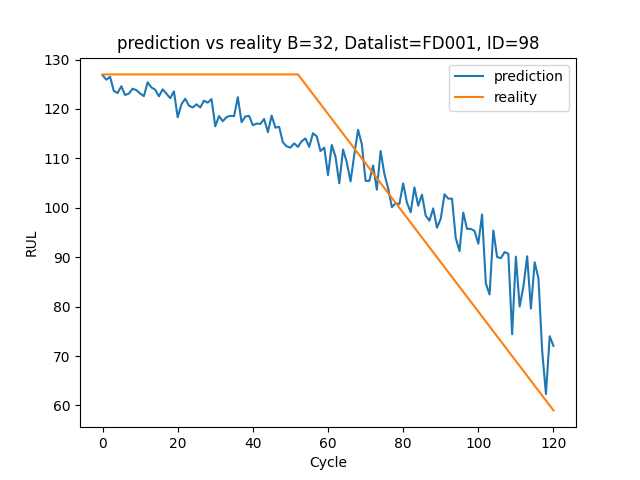 prediction vs reality B=32, Datalist=FD001, ID=98
prediction
reality
RUL
130
120
110
100
90
80
70
60
0 20 40 60 80 100 120
Cycle